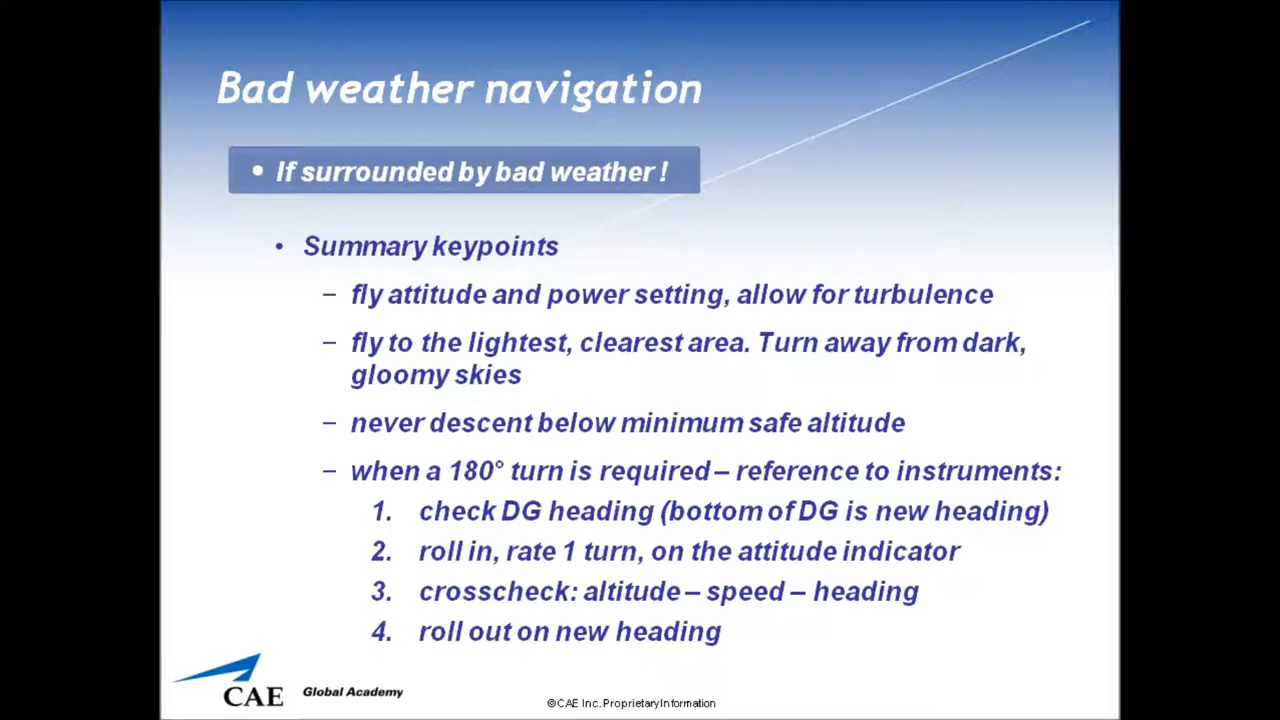 Bad weather navigation
• If surrounded by bad weather !
• Summary keypoints
– fly attitude and power setting, allow for turbulence
– fly to the lightest, clearest area. Turn away from dark,
gloomy skies
– never descent below minimum safe altitude
– when a 180° turn is required – reference to instruments:
1. check DG heading (bottom of DG is new heading)
2. roll in, rate 1 turn, on the attitude indicator
3. crosscheck: altitude – speed – heading
4. roll out on new heading
CAE Global Academy
© CAE Inc. Proprietary Information